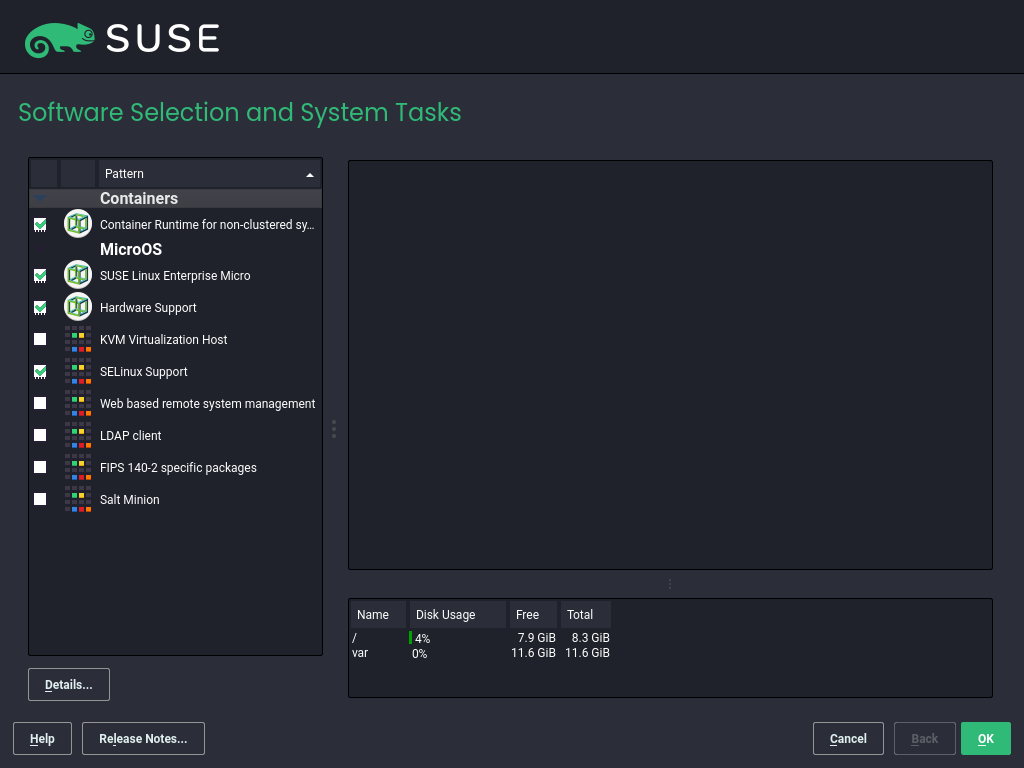 SUSE
Software Selection and System Tasks
Pattern
Containers
Container Runtime for non-clustered sy...
MicroOS
SUSE Linux Enterprise Micro
Hardware Support
KVM Virtualization Host
SELinux Support
Web based remote system management
LDAP client
FIPS 140-2 specific packages
Salt Minion
Name Disk Usage Free Total
/ 4% 7.9 GiB 8.3 GiB
var 0% 11.6 GiB 11.6 GiB
Details...
Help Release Notes... Cancel Back OK